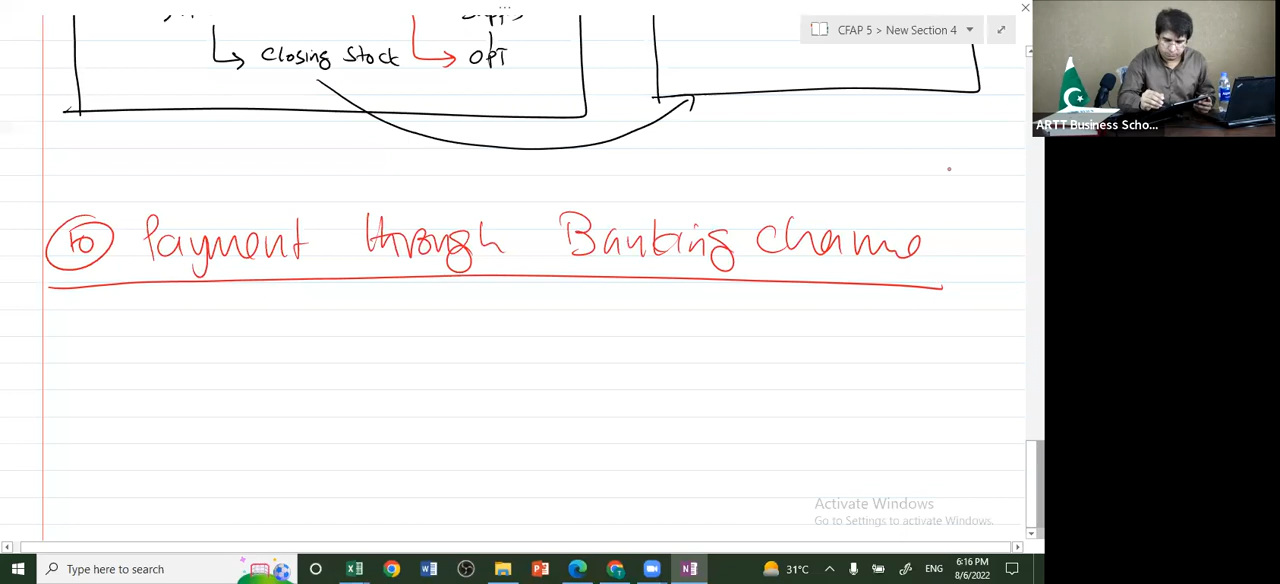 CFAP 5 > New Section 4
Closing Stock
OPT
ARTT Business Scho...
10 Payment through Banking Channe
Activate Windows
Go to Settings to activate Windows.
Type here to search
31°C
ENG
6:16 PM
8/6/2022